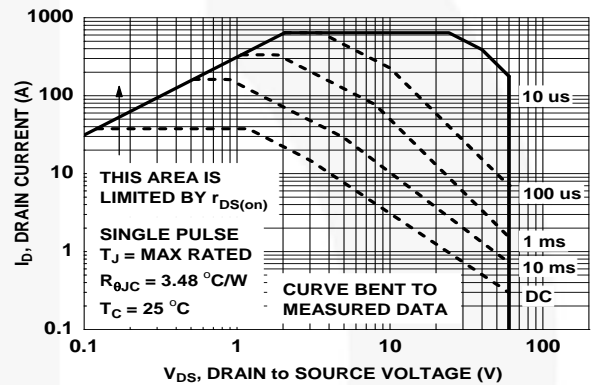 1000
100
10
1
0.1
I_D, DRAIN CURRENT (A)
10 us
100 us
1 ms
10 ms
DC
THIS AREA IS
LIMITED BY r_DS(on)
SINGLE PULSE
T_J = MAX RATED
R_θJC = 3.48 °C/W
T_C = 25 °C
CURVE BENT TO
MEASURED DATA
0.1
1
10
100
V_DS, DRAIN to SOURCE VOLTAGE (V)